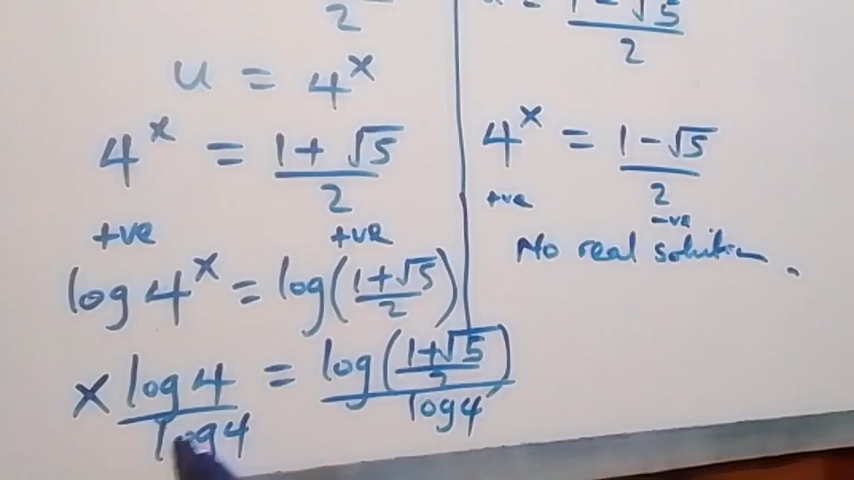 2
u = 4^x
4^x = (1 + √5)/2
+ve +ve
log 4^x = log((1+√5)/2)
x log4/log4 = log((1+√5)/2)/log4
(1-√5)/2
4^x = (1-√5)/2
+ve -ve
No real solution.